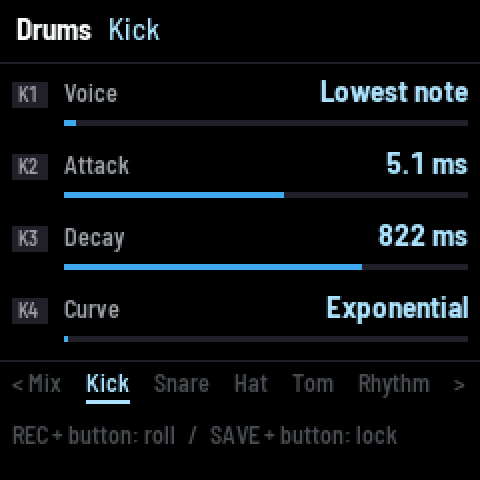 Drums Kick
K1 Voice Lowest note
K2 Attack 5.1 ms
K3 Decay 822 ms
K4 Curve Exponential
< Mix Kick Snare Hat Tom Rhythm >
REC+button: roll / SAVE+button: lock